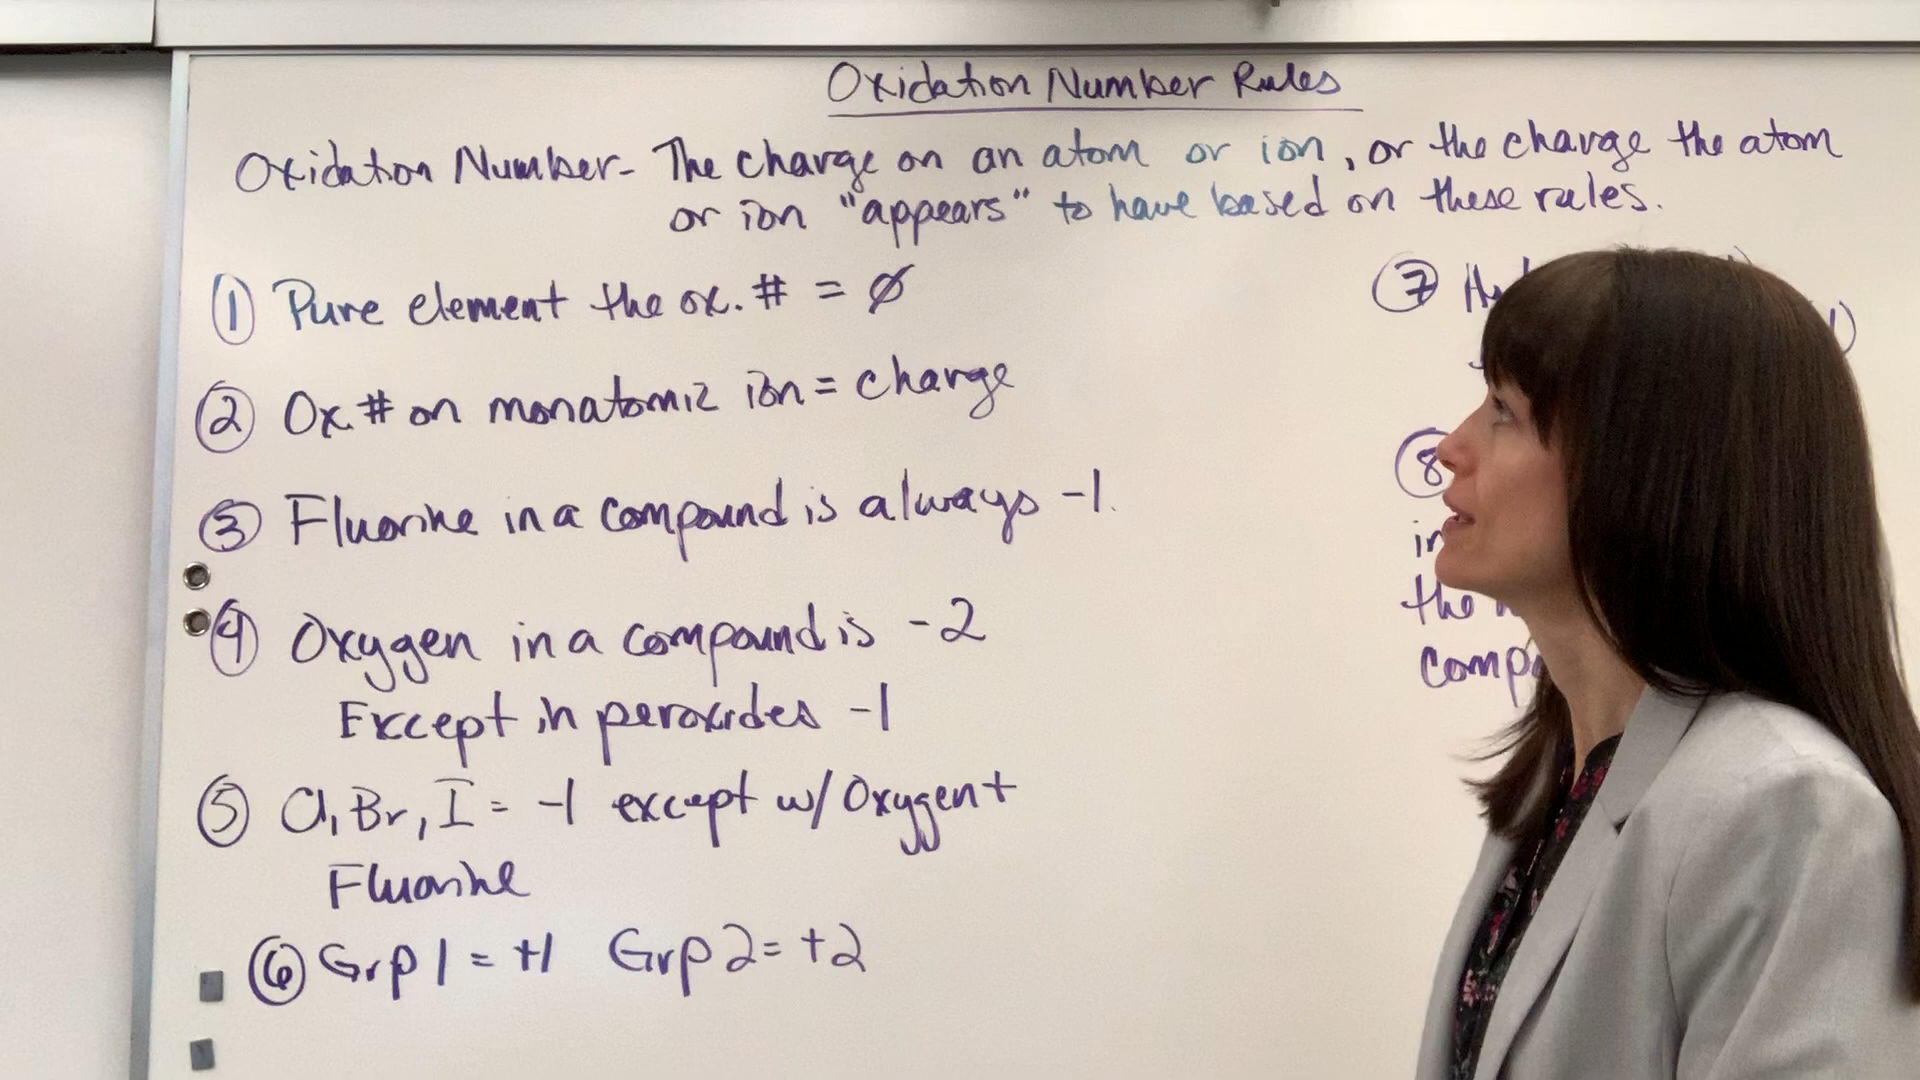 Oxidation Number Rules
Oxidation Number- The charge on an atom or ion, or the charge the atom
or ion "appears" to have based on these rules.
① Pure element the ox. # = ∅
② Ox # on monatomic ion = charge
③ Fluorine in a compound is always -1.
④ Oxygen in a compound is -2
Except in peroxides -1
⑤ Cl, Br, I = -1 except w/ Oxygen +
Fluorine
⑥ Grp 1 = +1 Grp 2 = +2
⑦
⑧
the